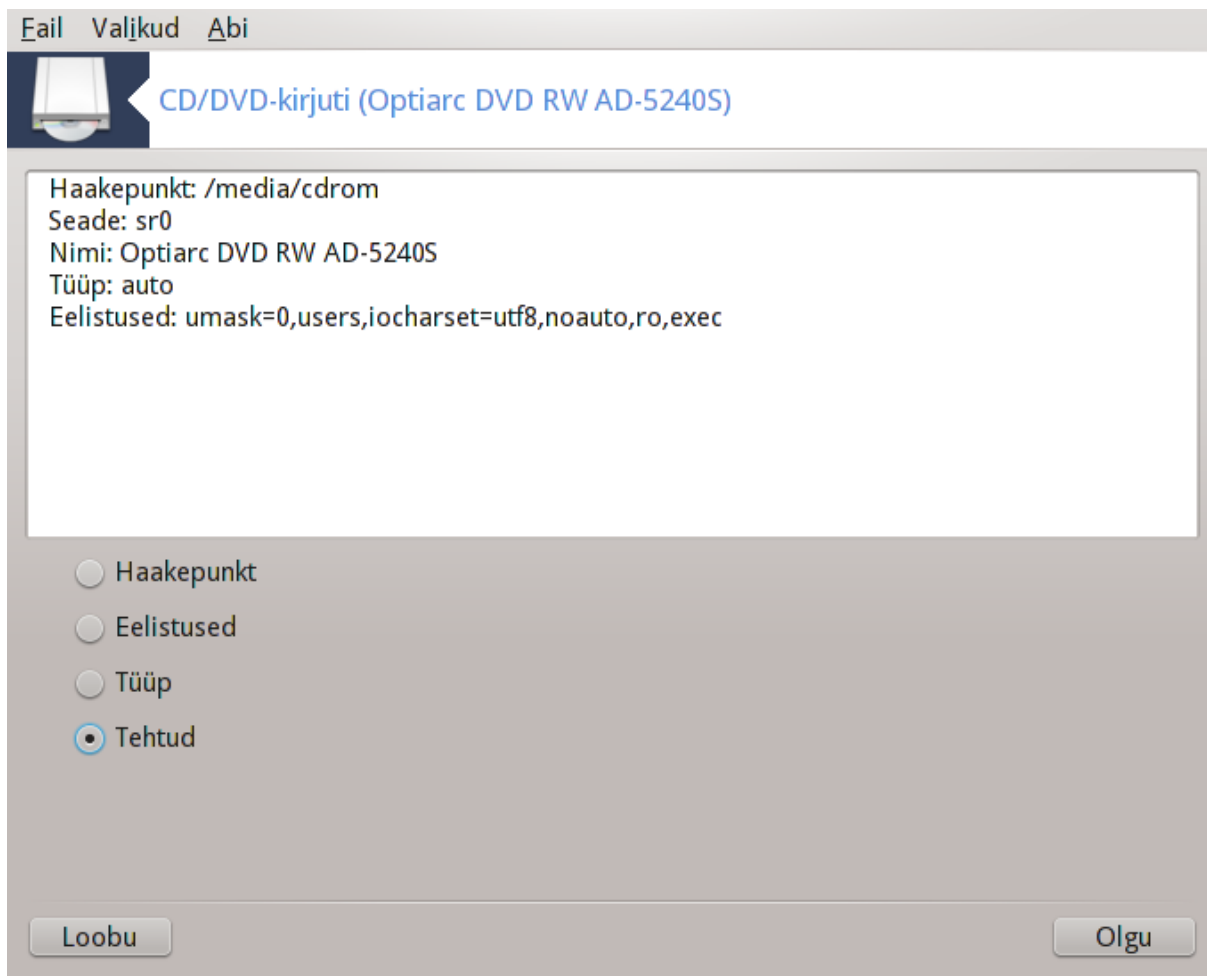 Fail Valikud Abi
CD/DVD-kirjuti (Optiarc DVD RW AD-5240S)
Haakepunkt: /media/cdrom
Seade: sr0
Nimi: Optiarc DVD RW AD-5240S
Tüüp: auto
Eelistused: umask=0,users,iocharset=utf8,noauto,ro,exec
Haakepunkt
Eelistused
Tüüp
Tehtud
Loobu Olgu